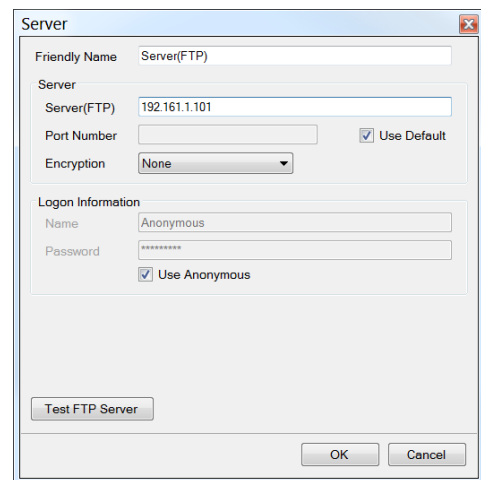 Server
Friendly Name Server(FTP)
Server
Server(FTP) 192.161.1.101
Port Number Use Default
Encryption None
Logon Information
Name Anonymous
Password *********
Use Anonymous
Test FTP Server
OK Cancel